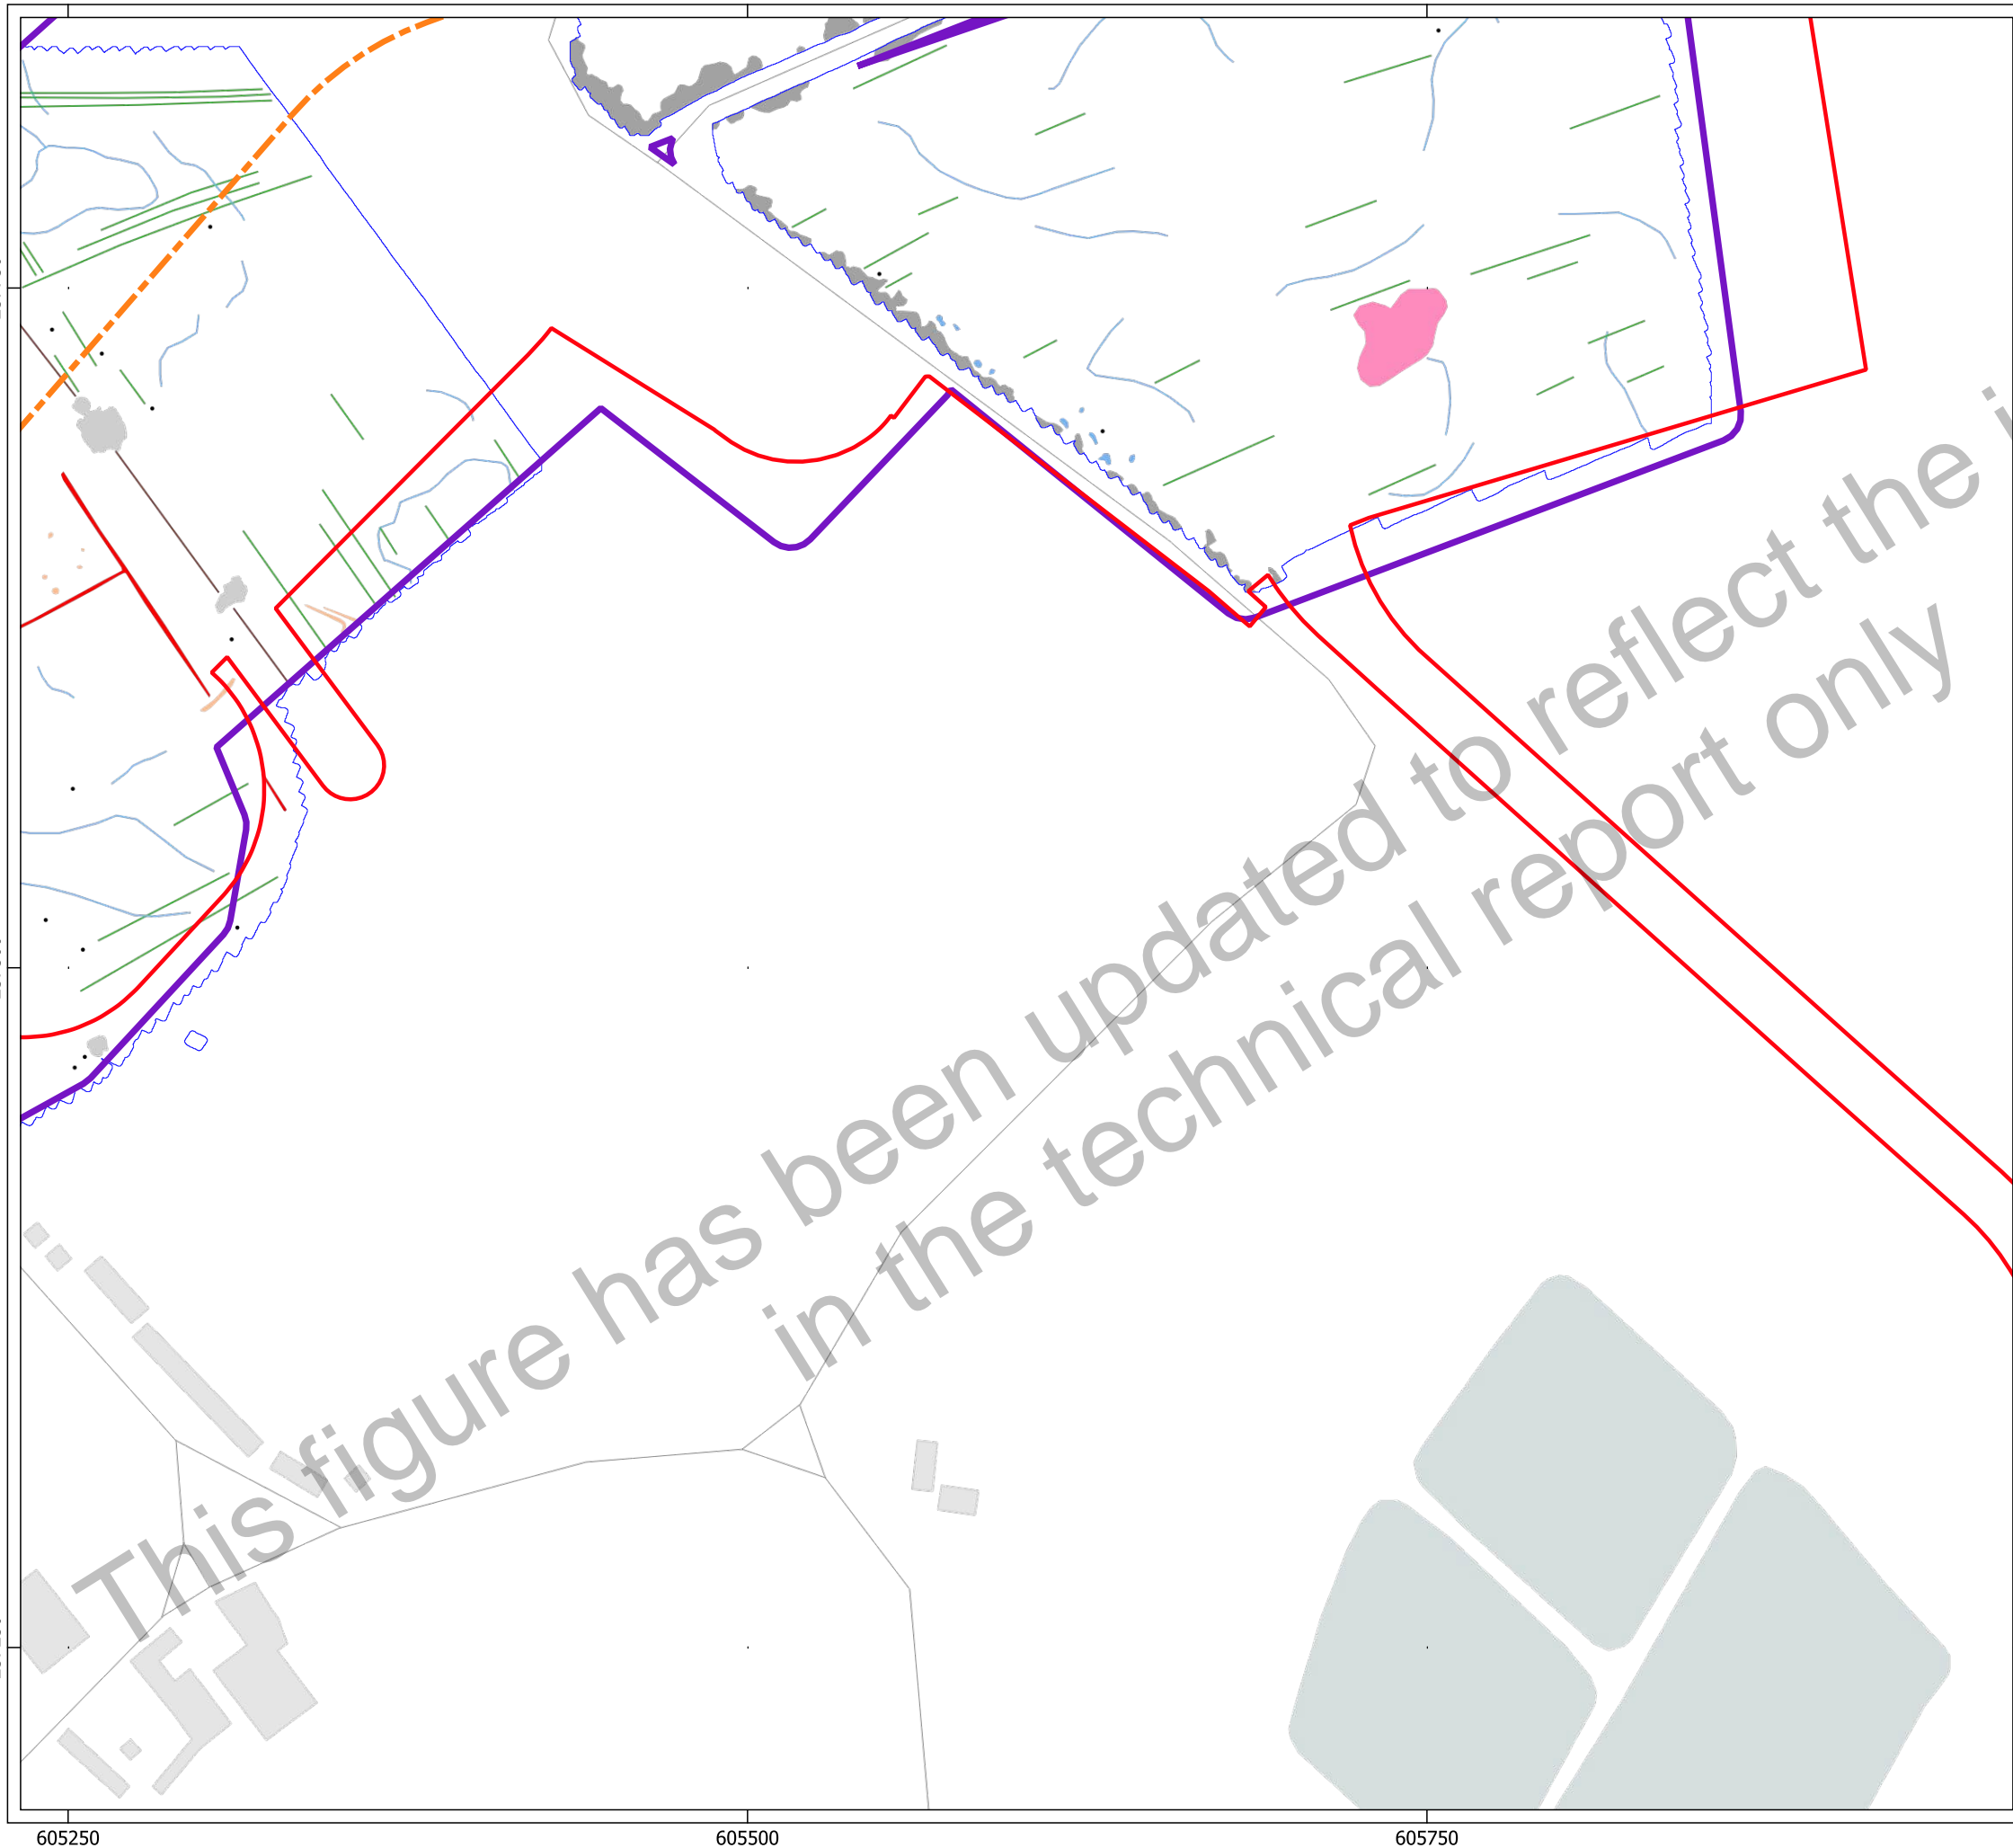 This figure has been updated to reflect the
in the technical report only
605250 605500 605750